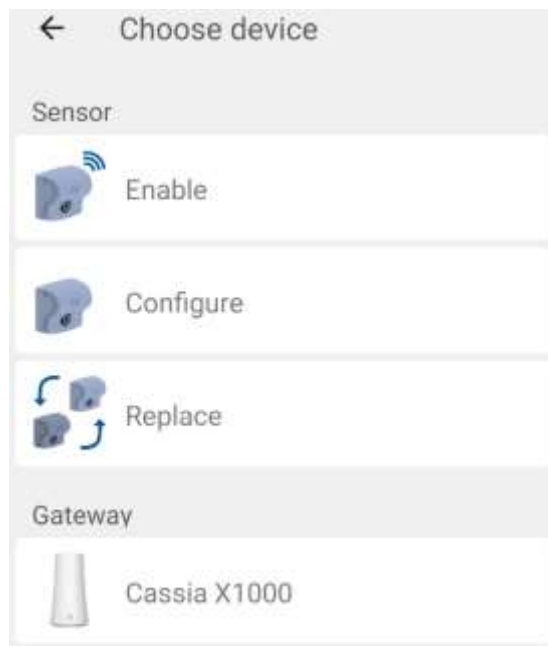 Choose device
Sensor
Enable
Configure
Replace
Gateway
Cassia X1000